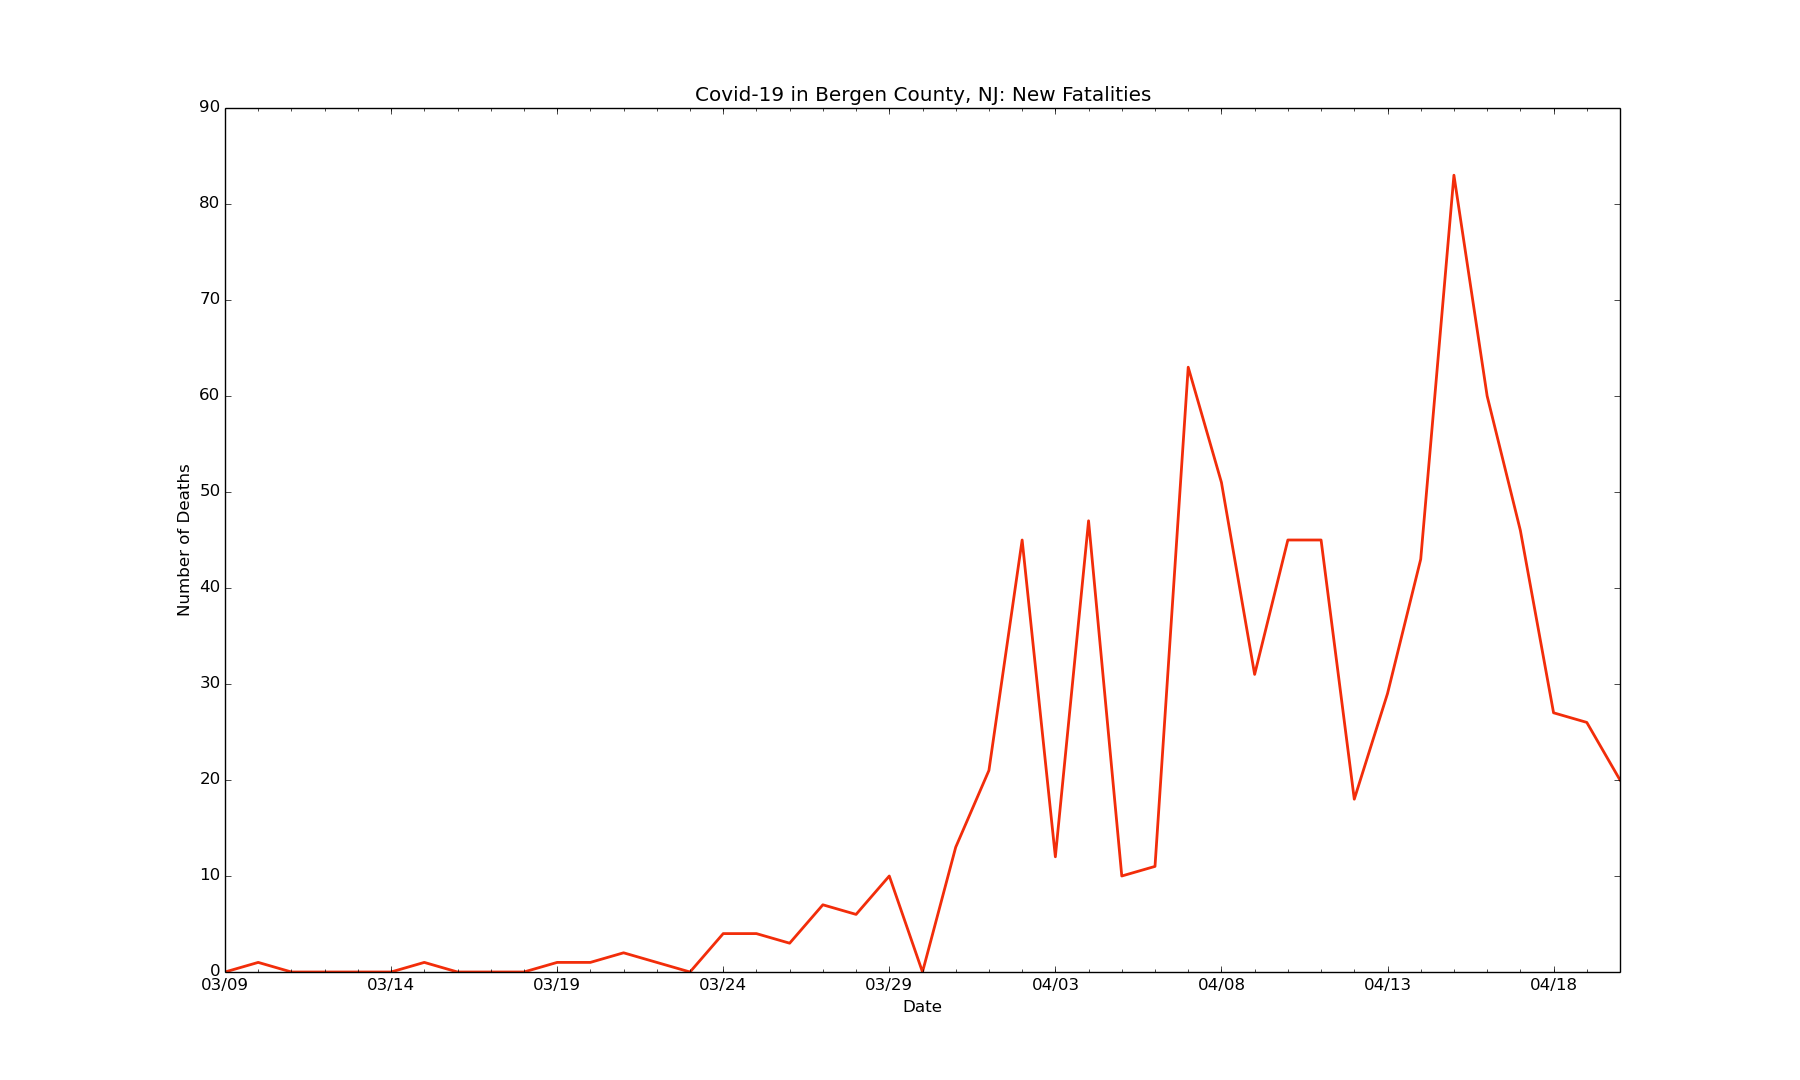 Covid-19 in Bergen County, NJ: New Fatalities
90
80
70
60
50
40
30
20
10
0
Number of Deaths
03/09 03/14 03/19 03/24 03/29 04/03 04/08 04/13 04/18
Date